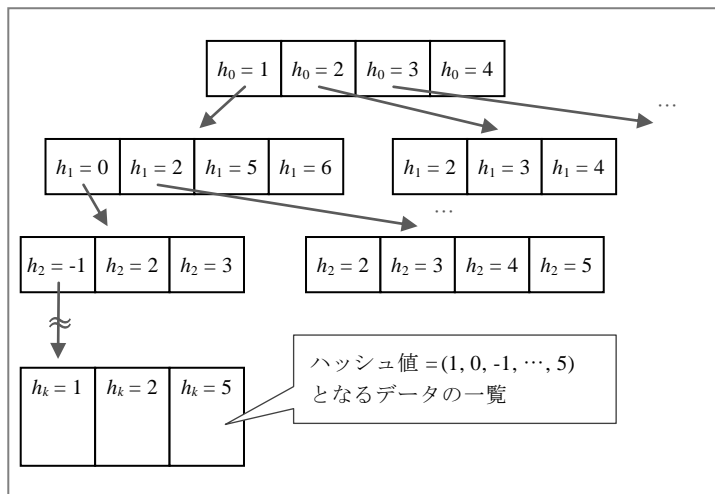 h0 = 1 h0 = 2 h0 = 3 h0 = 4
…
h1 = 0 h1 = 2 h1 = 5 h1 = 6 h1 = 2 h1 = 3 h1 = 4
…
h2 = -1 h2 = 2 h2 = 3 h2 = 2 h2 = 3 h2 = 4 h2 = 5
ハッシュ値 =(1, 0, -1, …, 5)
となるデータの一覧
hk = 1 hk = 2 hk = 5